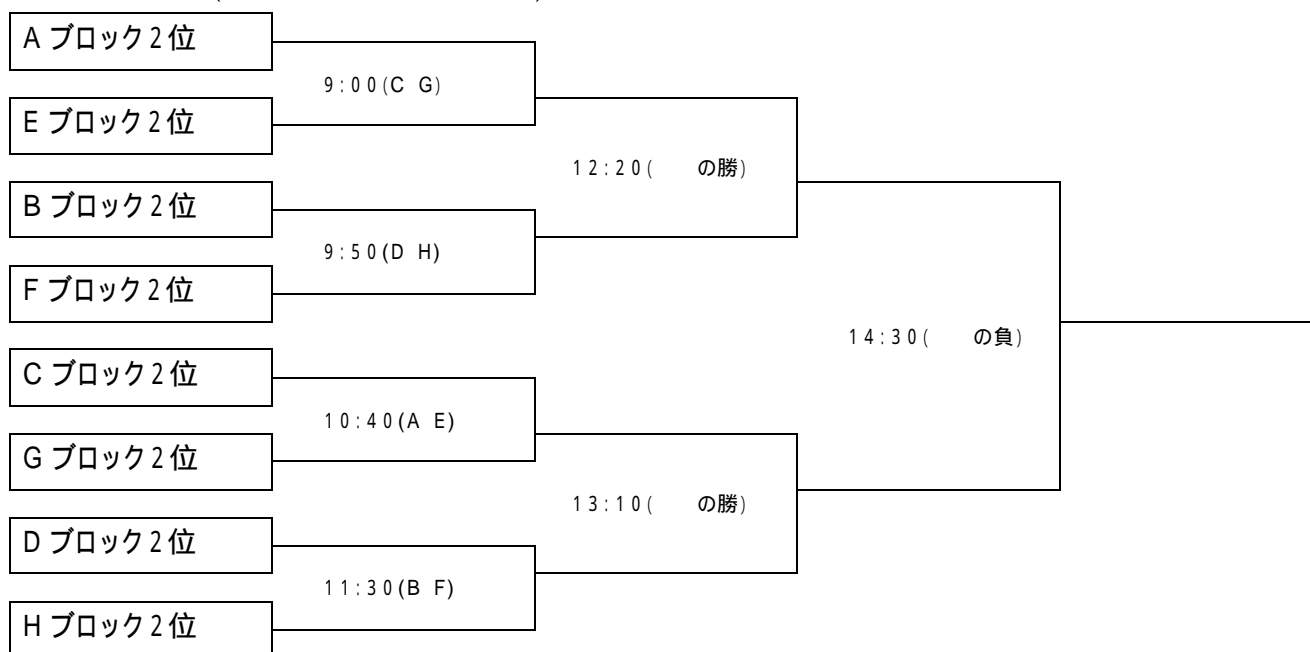 Aブロック2位
9:00(C G)
Eブロック2位
12:20(  の勝)
Bブロック2位
9:50(D H)
Fブロック2位
14:30(  の負)
Cブロック2位
10:40(A E)
Gブロック2位
13:10(  の勝)
Dブロック2位
11:30(B F)
Hブロック2位